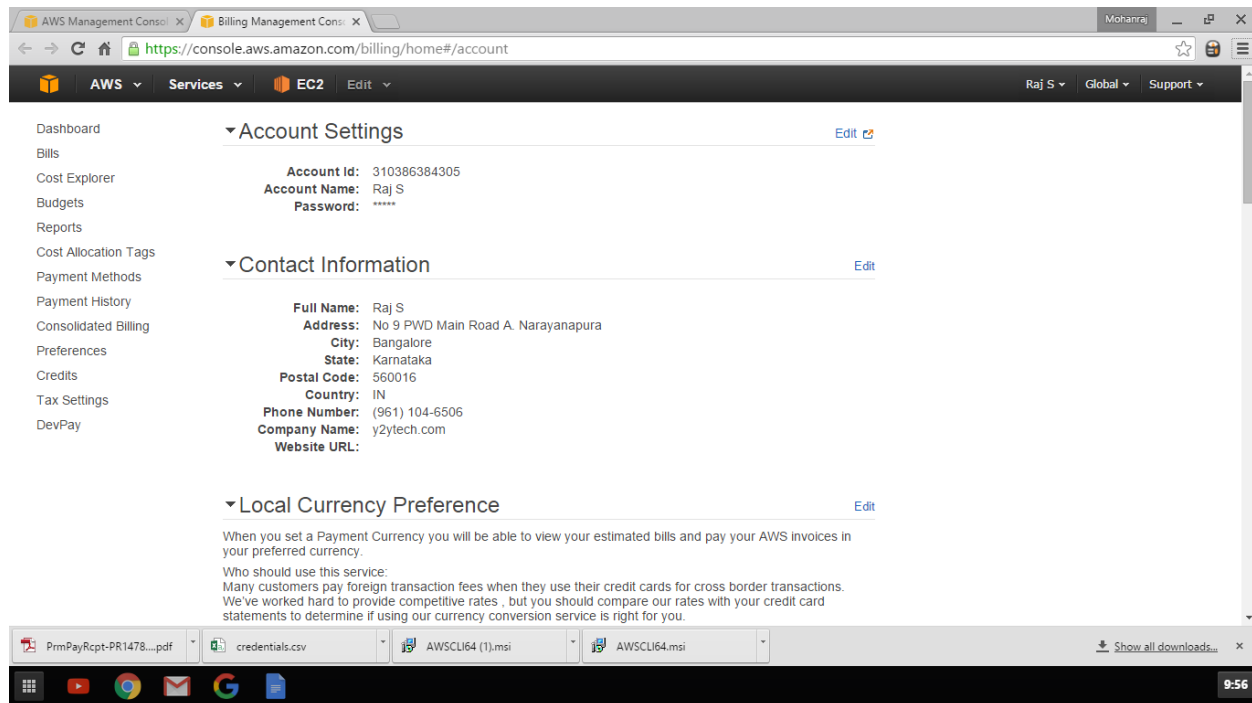 AWS Management Consol
Billing Management Cons
Mohanraj
https://console.aws.amazon.com/billing/home#/account
AWS Services EC2 Edit Raj S Global Support
Dashboard
Bills
Cost Explorer
Budgets
Reports
Cost Allocation Tags
Payment Methods
Payment History
Consolidated Billing
Preferences
Credits
Tax Settings
DevPay
Account Settings Edit
Account Id: 310386384305
Account Name: Raj S
Password: *****
Contact Information Edit
Full Name: Raj S
Address: No 9 PWD Main Road A. Narayanapura
City: Bangalore
State: Karnataka
Postal Code: 560016
Country: IN
Phone Number: (961) 104-6506
Company Name: y2ytech.com
Website URL:
Local Currency Preference Edit
When you set a Payment Currency you will be able to view your estimated bills and pay your AWS invoices in
your preferred currency.
Who should use this service:
Many customers pay foreign transaction fees when they use their credit cards for cross border transactions.
We've worked hard to provide competitive rates , but you should compare our rates with your credit card
statements to determine if using our currency conversion service is right for you.
PrmPayRcpt-PR1478....pdf credentials.csv AWSCLI64 (1).msi AWSCLI64.msi Show all downloads...
9:56